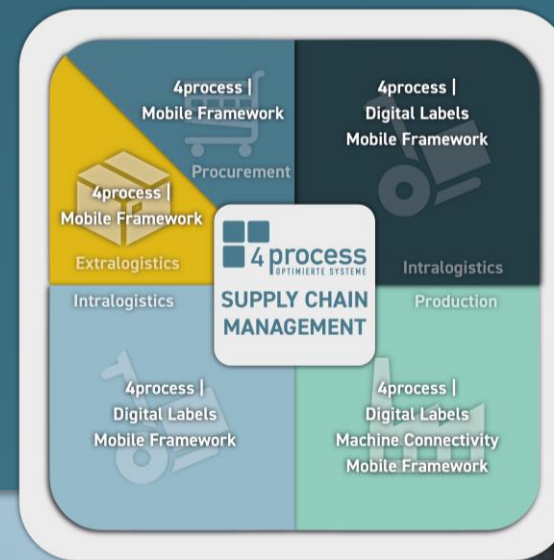 4process |
Mobile Framework
Procurement
4process |
Digital Labels
Mobile Framework
Intralogistics
4process |
Mobile Framework
Extralogistics
4process
OPTIMIERTE SYSTEME
SUPPLY CHAIN
MANAGEMENT
Intralogistics
4process |
Digital Labels
Mobile Framework
Production
4process |
Digital Labels
Machine Connectivity
Mobile Framework